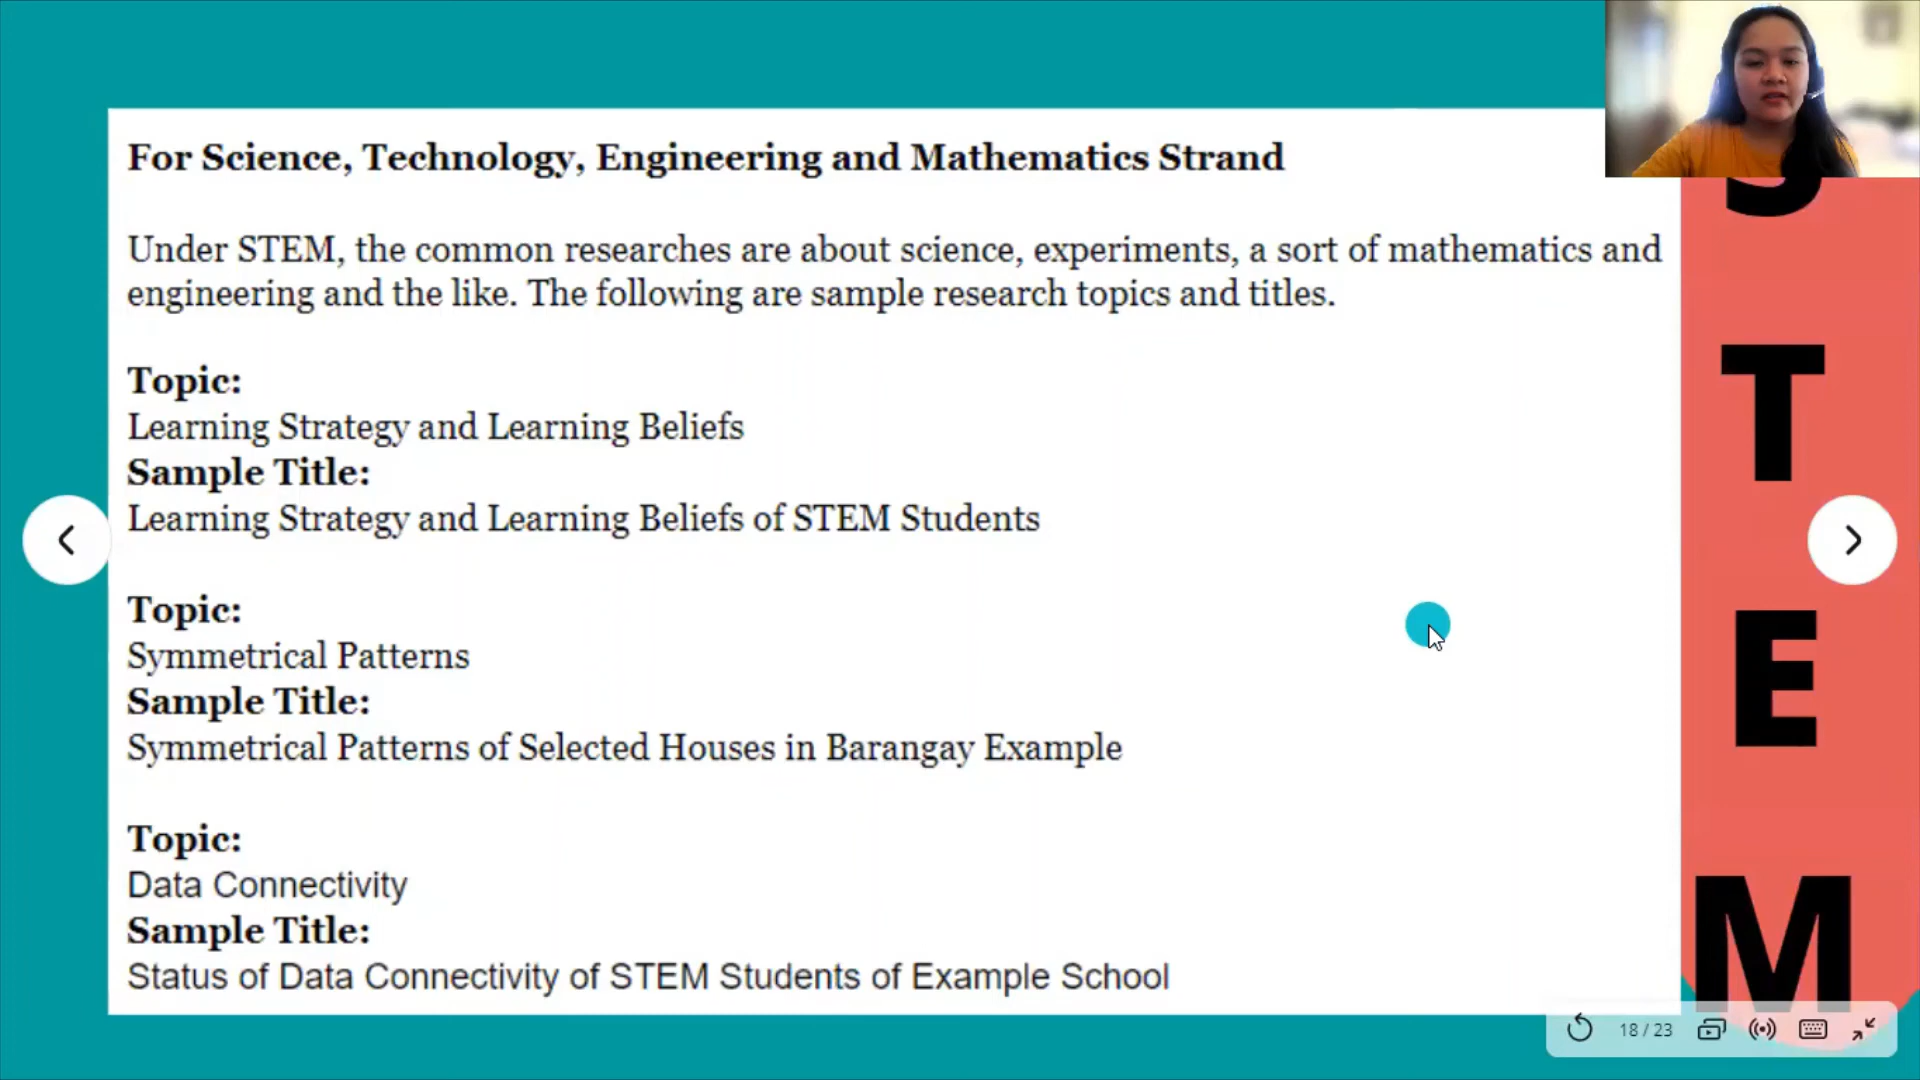 For Science, Technology, Engineering and Mathematics Strand
Under STEM, the common researches are about science, experiments, a sort of mathematics and
engineering and the like. The following are sample research topics and titles.
Topic:
Learning Strategy and Learning Beliefs
Sample Title:
Learning Strategy and Learning Beliefs of STEM Students
Topic:
Symmetrical Patterns
Sample Title:
Symmetrical Patterns of Selected Houses in Barangay Example
Topic:
Data Connectivity
Sample Title:
Status of Data Connectivity of STEM Students of Example School
S
T
E
M
18 / 23